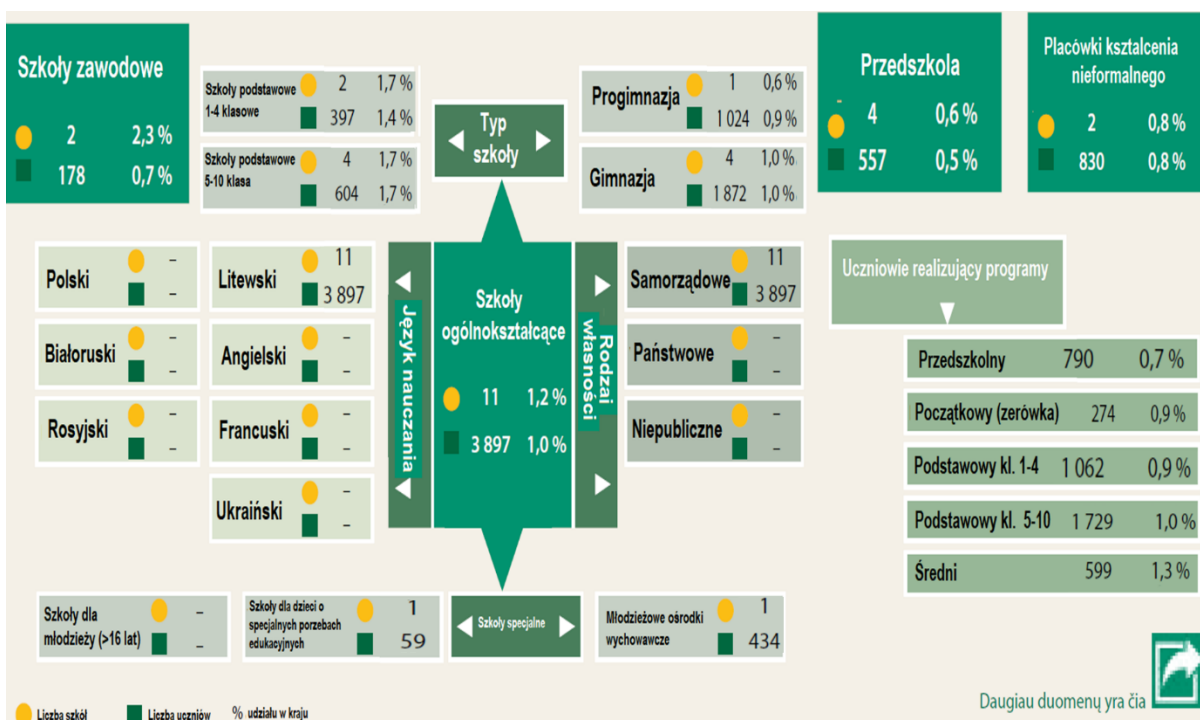 Szkoły zawodowe
2 2,3 %
178 0,7 %
Szkoły podstawowe
1-4 klasowe
2 1,7 %
397 1,4 %
Szkoły podstawowe
5-10 klasa
4 1,7 %
604 1,7 %
Typ
szkoły
Progimnazja
1 0,6 %
1 024 0,9 %
Gimnazja
4 1,0 %
1 872 1,0 %
Przedszkola
4 0,6 %
557 0,5 %
Placówki kształcenia
nieformalnego
2 0,8 %
830 0,8 %
Polski
–
–
Litewski
11
3 897
Białoruski
–
–
Angielski
–
–
Rosyjski
–
–
Francuski
–
–
Ukraiński
–
–
Język nauczania
Szkoły
ogólnokształcące
11 1,2 %
3 897 1,0 %
Rodzai
własności
Samorządowe
11
3 897
Państwowe
–
–
Niepubliczne
–
–
Uczniowie realizujący programy
Przedszkolny 790 0,7 %
Początkowy (zerówka) 274 0,9%
Podstawowy kl. 1-4 1 062 0,9 %
Podstawowy kl. 5-10 1 729 1,0 %
Średni 599 1,3 %
Szkoły dla
młodzieży (>16 lat)
–
–
Szkoły dla dzieci o
specjalnych porzebach
edukacyjnych
1
59
Szkoły specjalne
Młodzieżowe ośrodki
wychowawcze
1
434
Liczba szkół Liczba uczniów % udziału w kraju
Daugiau duomenų yra čia